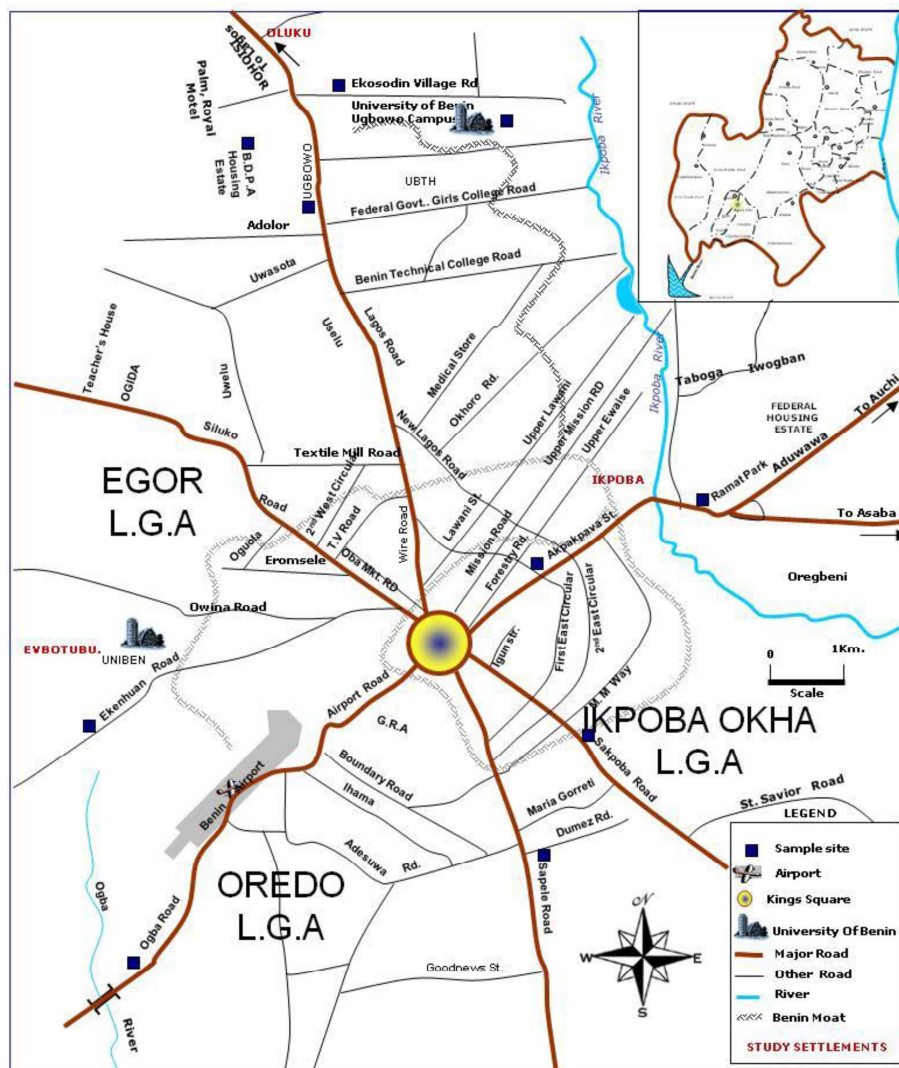 OLUKU
To Lagos
ISIHOHOR
Palm, Royal
Motel
Ekosodin Village Rd
University of Benin
Ugbowo Campus
B.D.P.A
Housing
Estate
UGBOWO
UBTH
Ikpoba River
Federal Govt.. Girls College Road
Adolor
Benin Technical College Road
Uwasota
Uselu
Lagos Road
Teacher's House
OGIDA
Uwelu
Medical Store
Okhoro Rd.
Upper Lawani
Upper Mission RD
Upper Ewaise
Ikpoba River
Taboga
Iwogban
FEDERAL
HOUSING
ESTATE
To Auchi
Aduwawa
Ramat Park
To Asaba
Siluko
Road
Textile Mill Road
New Lagos Road
IKPOBA
EGOR
L.G.A
2nd West Circular
T.V Road
Oguola
Eromsele
Oba Mkt. RD
Wire Road
Lawani St.
Mission Road
Forestry Rd.
Akpakpava St.
Oregbeni
Owina Road
First East Circular
2nd East Circular
Igun str.
EVBOTUBU.
UNIBEN
Ekenhuan Road
Airport Road
G.R.A
M.M Way
0
1Km.
Scale
IKPOBA OKHA
L.G.A
Sakpoba Road
Boundary Road
Ihama
Benin Airport
Adesuwa
Rd.
Maria Gorreti
Dumez Rd.
St. Savior Road
Sapele Road
OREDO
L.G.A
Ogba
River
Ogba Road
Goodnews St.
N
W
E
S
LEGEND
Sample site
Airport
Kings Square
University Of Benin
Major Road
Other Road
River
Benin Moat
STUDY SETTLEMENTS